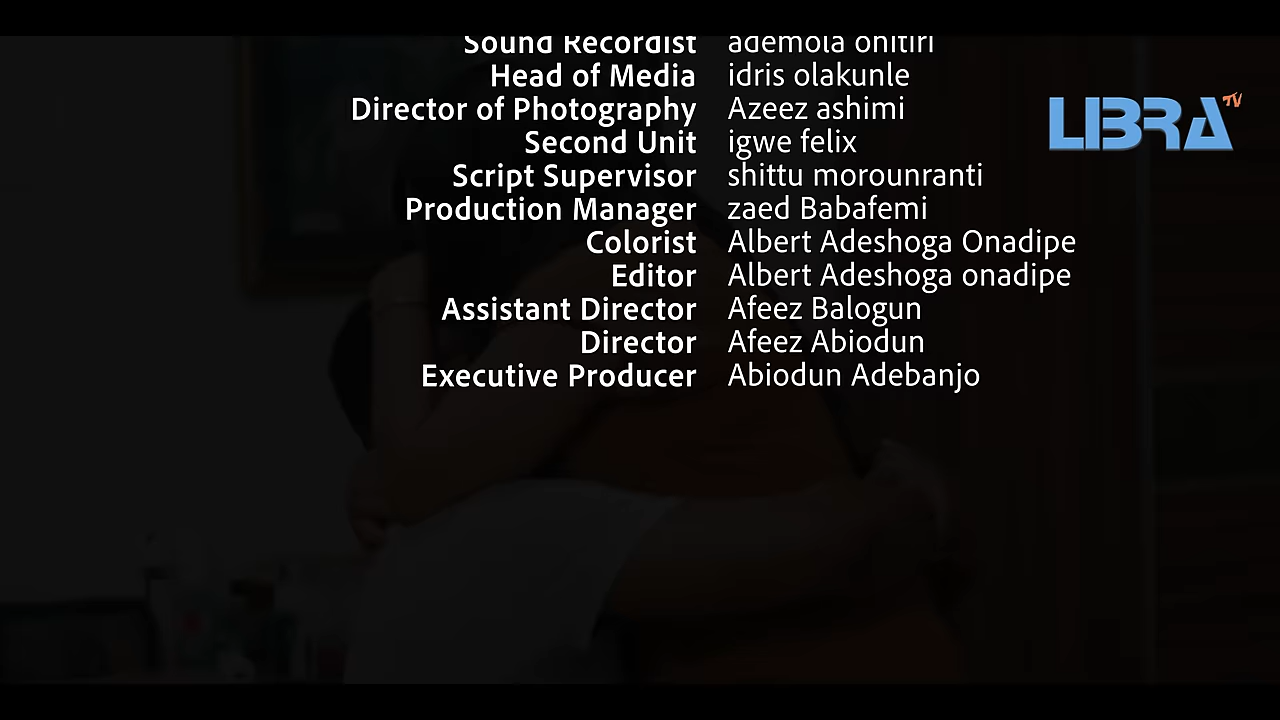 Sound Recordist ademola onitiri
Head of Media idris olakunle
Director of Photography Azeez ashimi
Second Unit igwe felix
Script Supervisor shittu morounranti
Production Manager zaed Babafemi
Colorist Albert Adeshoga Onadipe
Editor Albert Adeshoga onadipe
Assistant Director Afeez Balogun
Director Afeez Abiodun
Executive Producer Abiodun Adebanjo
LIBRA TV